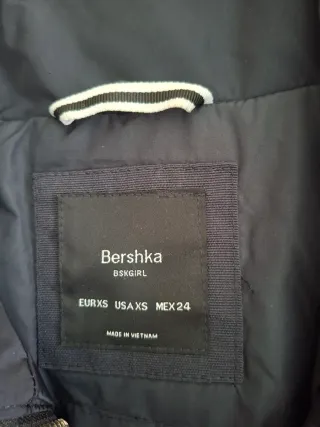 Bershka
BSKGIRL
EURXS USAXS MEX24
MADE IN VIETNAM